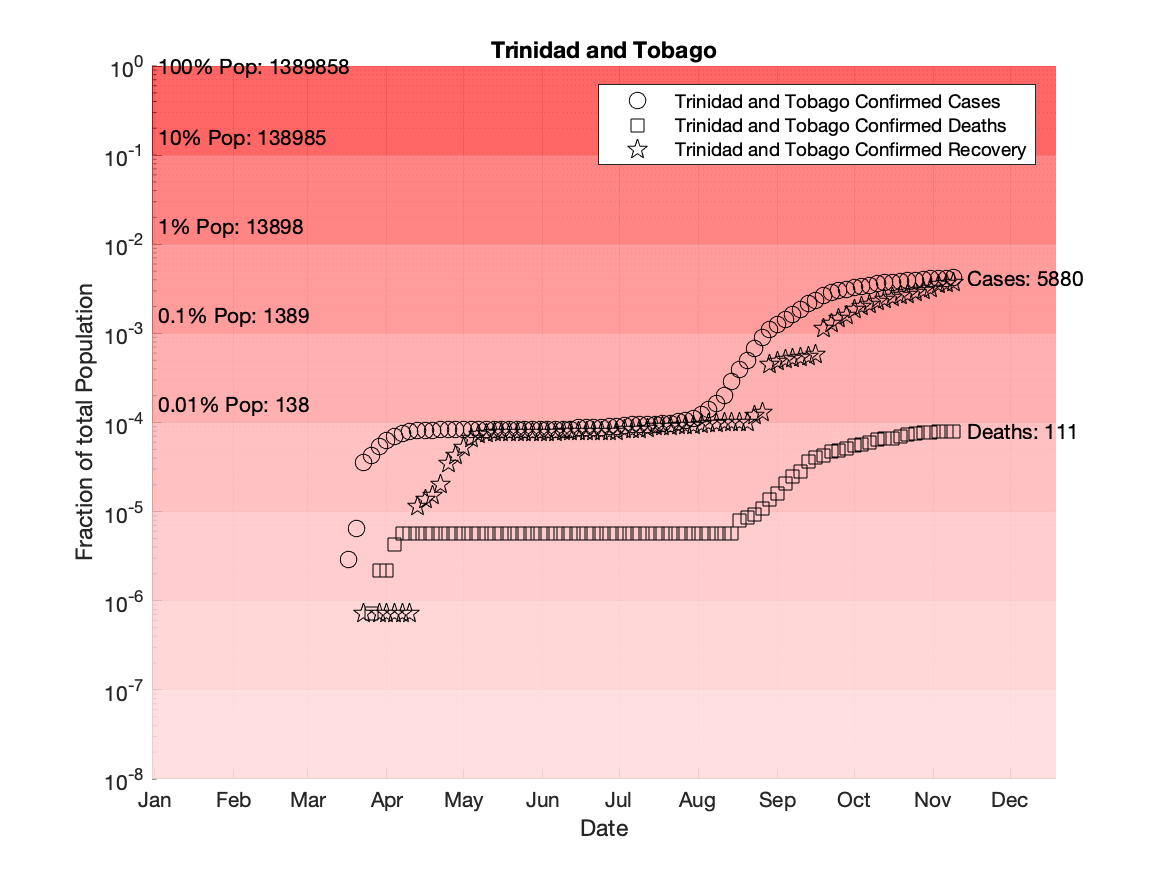 Trinidad and Tobago
10^0
100% Pop: 1389858
Trinidad and Tobago Confirmed Cases
Trinidad and Tobago Confirmed Deaths
Trinidad and Tobago Confirmed Recovery
10% Pop: 138985
10^-1
1% Pop: 13898
10^-2
Cases: 5880
0.1% Pop: 1389
10^-3
0.01% Pop: 138
10^-4
Deaths: 111
10^-5
10^-6
10^-7
10^-8
Fraction of total Population
Jan Feb Mar Apr May Jun Jul Aug Sep Oct Nov Dec
Date